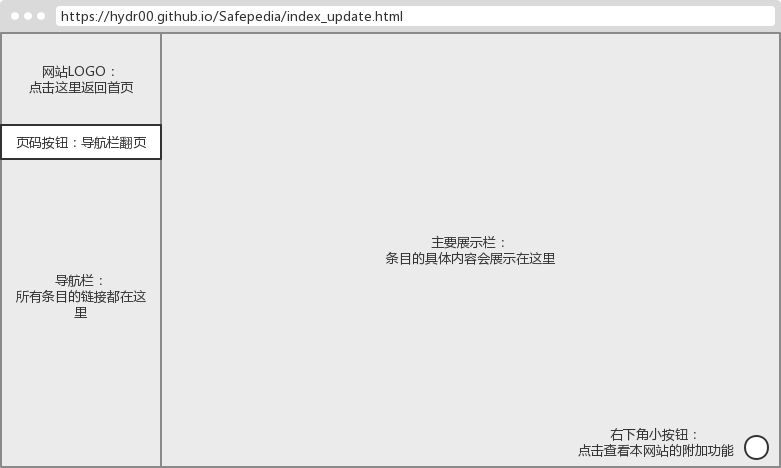 https://hydr00.github.io/Safepedia/index_update.html
网站LOGO：
点击这里返回首页
页码按钮：导航栏翻页
导航栏：
所有条目的链接都在这
里
主要展示栏：
条目的具体内容会展示在这里
右下角小按钮：
点击查看本网站的附加功能